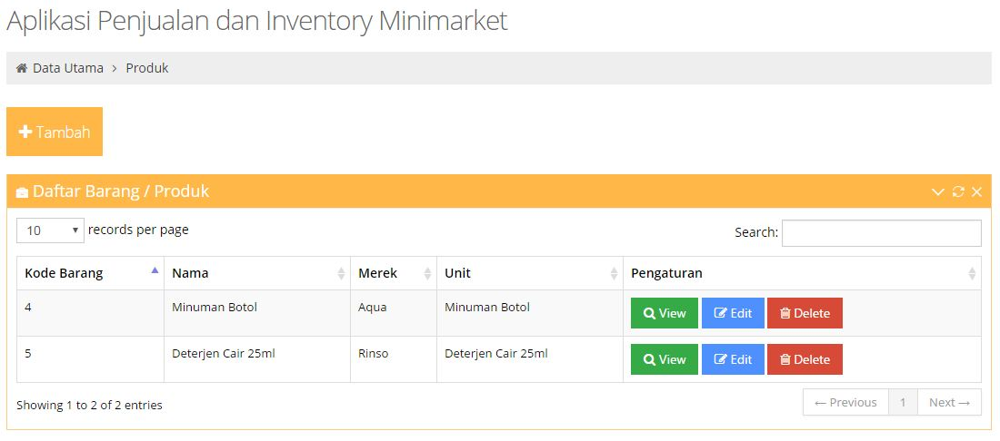 Aplikasi Penjualan dan Inventory Minimarket
Data Utama > Produk
Tambah
Daftar Barang / Produk
10 records per page
Search:
Kode Barang Nama Merek Unit Pengaturan
4 Minuman Botol Aqua Minuman Botol View Edit Delete
5 Deterjen Cair 25ml Rinso Deterjen Cair 25ml View Edit Delete
Showing 1 to 2 of 2 entries
← Previous 1 Next →